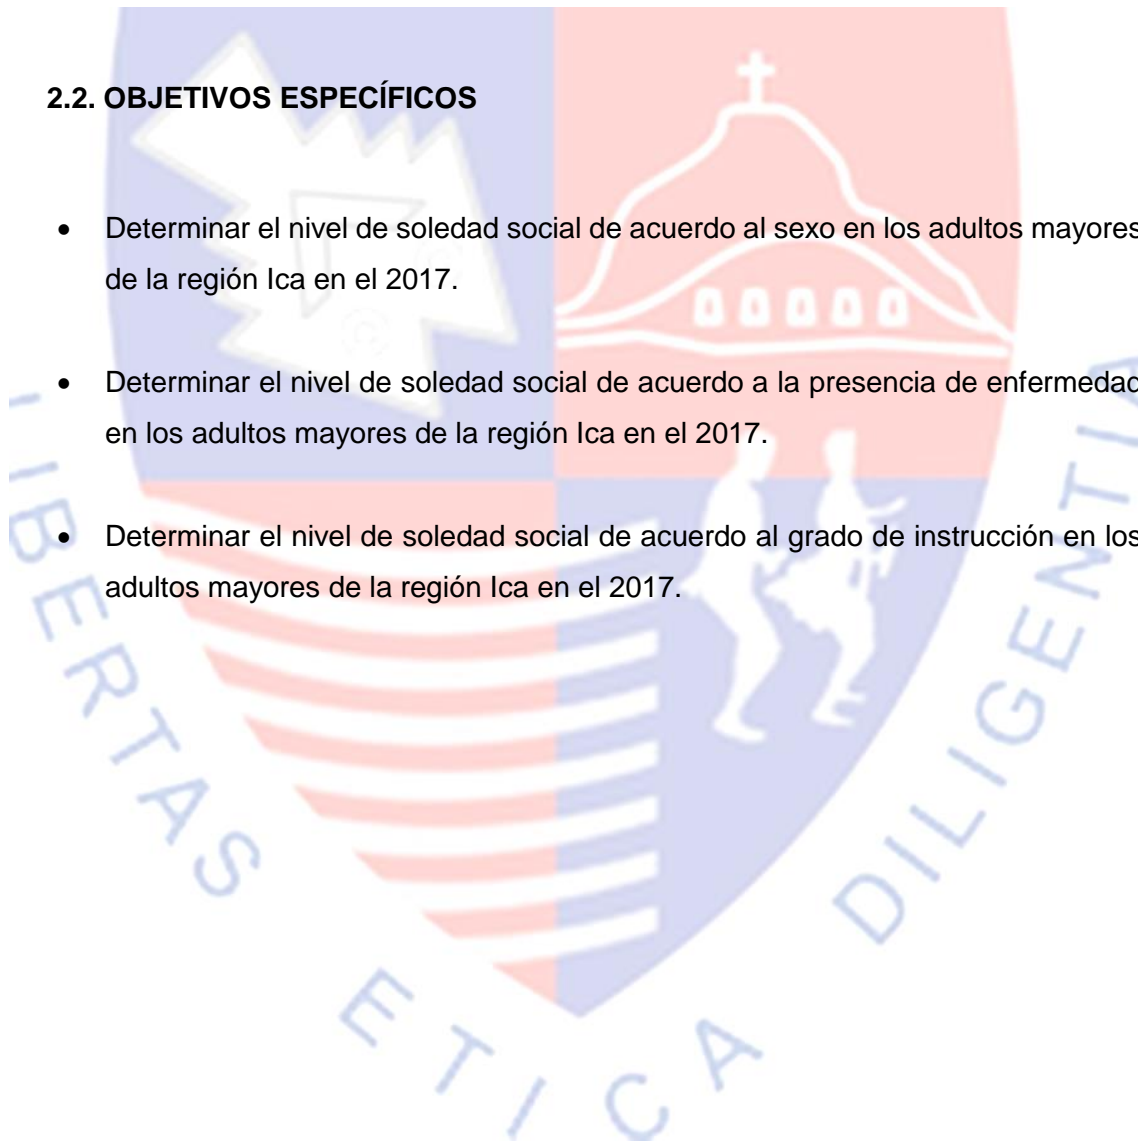 2.2. OBJETIVOS ESPECÍFICOS
• Determinar el nivel de soledad social de acuerdo al sexo en los adultos mayores
de la región Ica en el 2017.
• Determinar el nivel de soledad social de acuerdo a la presencia de enfermedad
en los adultos mayores de la región Ica en el 2017.
• Determinar el nivel de soledad social de acuerdo al grado de instrucción en los
adultos mayores de la región Ica en el 2017.
LIBERTAS
ETICA
DILIGENTIA